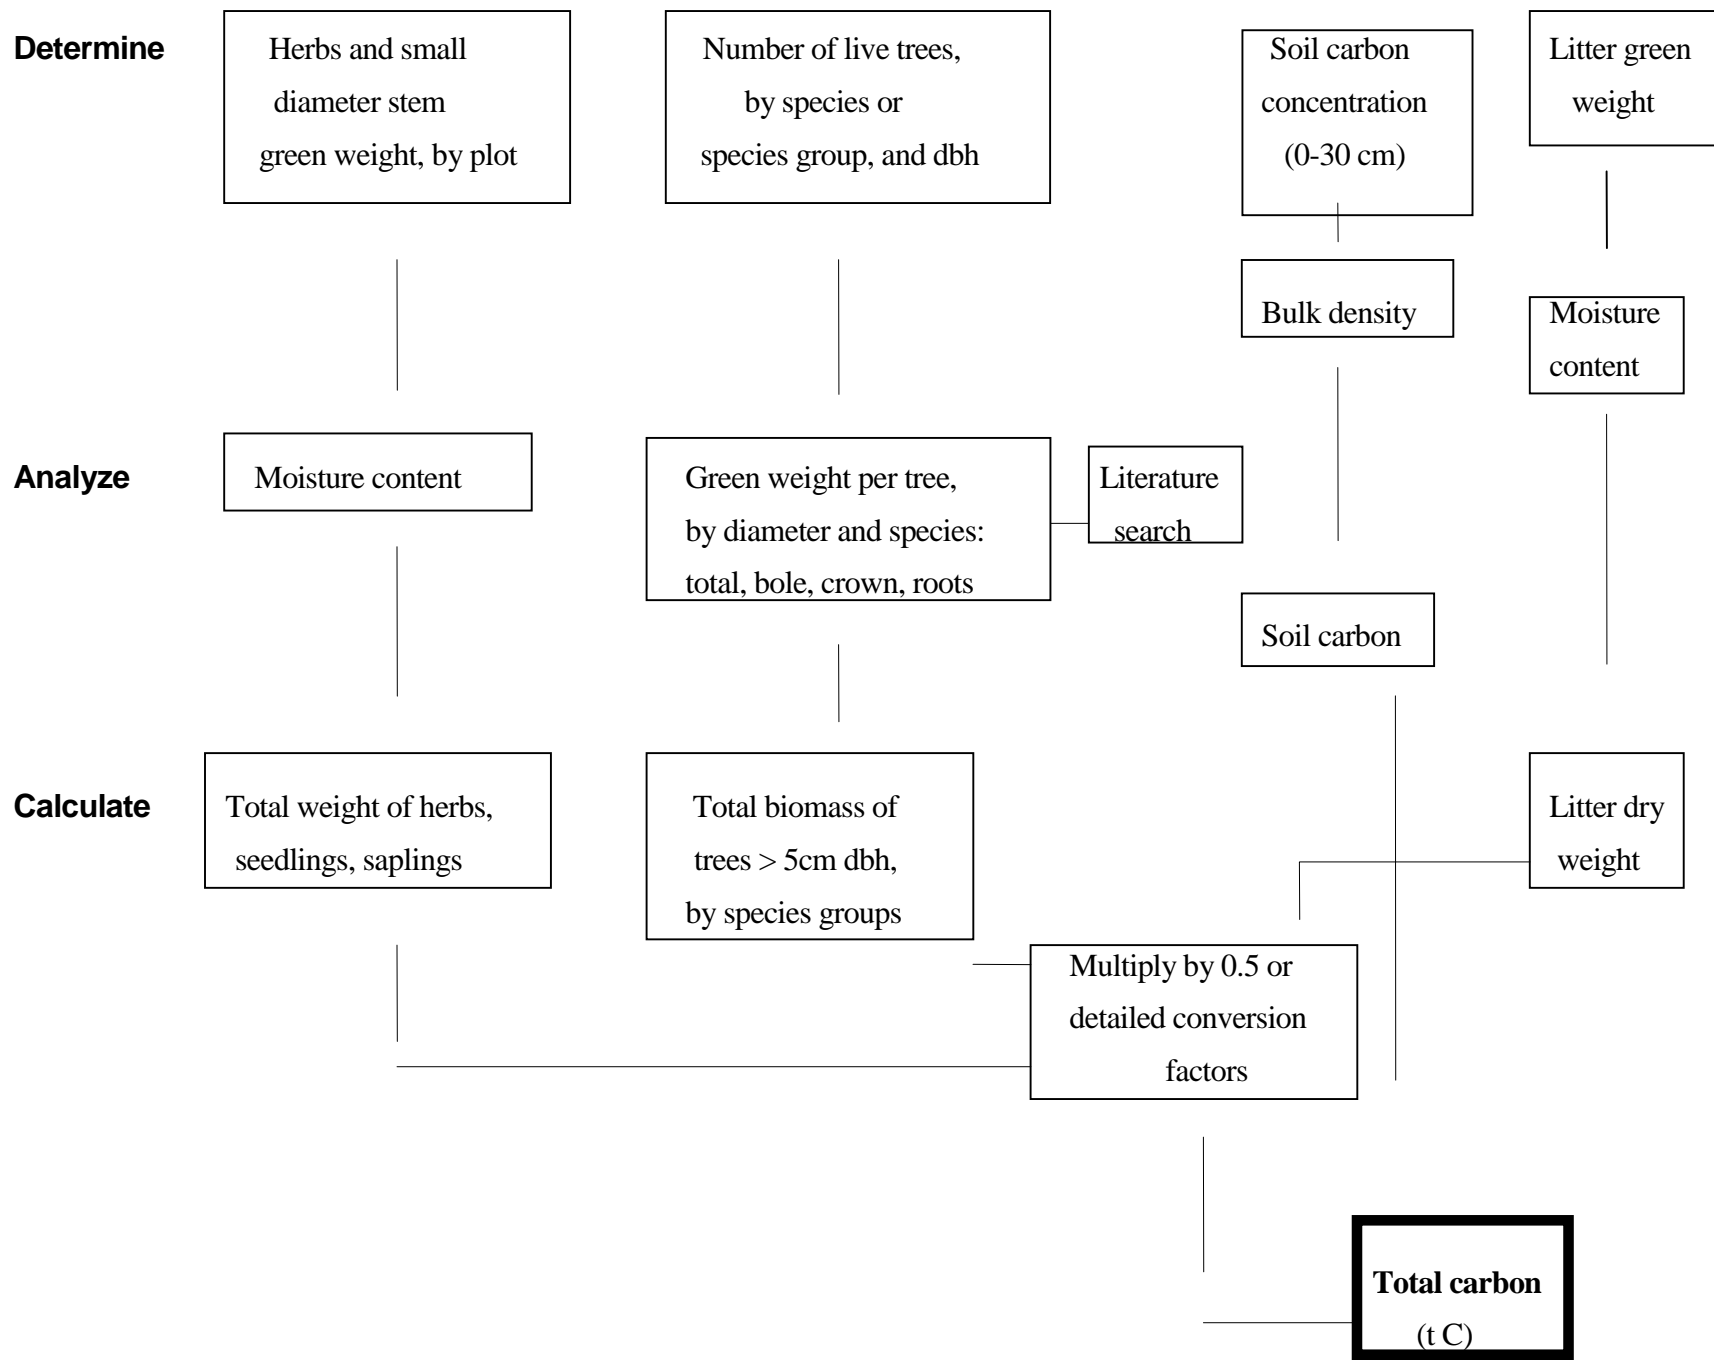 Determine
Herbs and small
diameter stem
green weight, by plot
Number of live trees,
by species or
species group, and dbh
Soil carbon
concentration
(0-30 cm)
Litter green
weight
Bulk density
Moisture
content
Analyze
Moisture content
Green weight per tree,
by diameter and species:
total, bole, crown, roots
Literature
search
Soil carbon
Calculate
Total weight of herbs,
seedlings, saplings
Total biomass of
trees > 5cm dbh,
by species groups
Litter dry
weight
Multiply by 0.5 or
detailed conversion
factors
Total carbon
(t C)